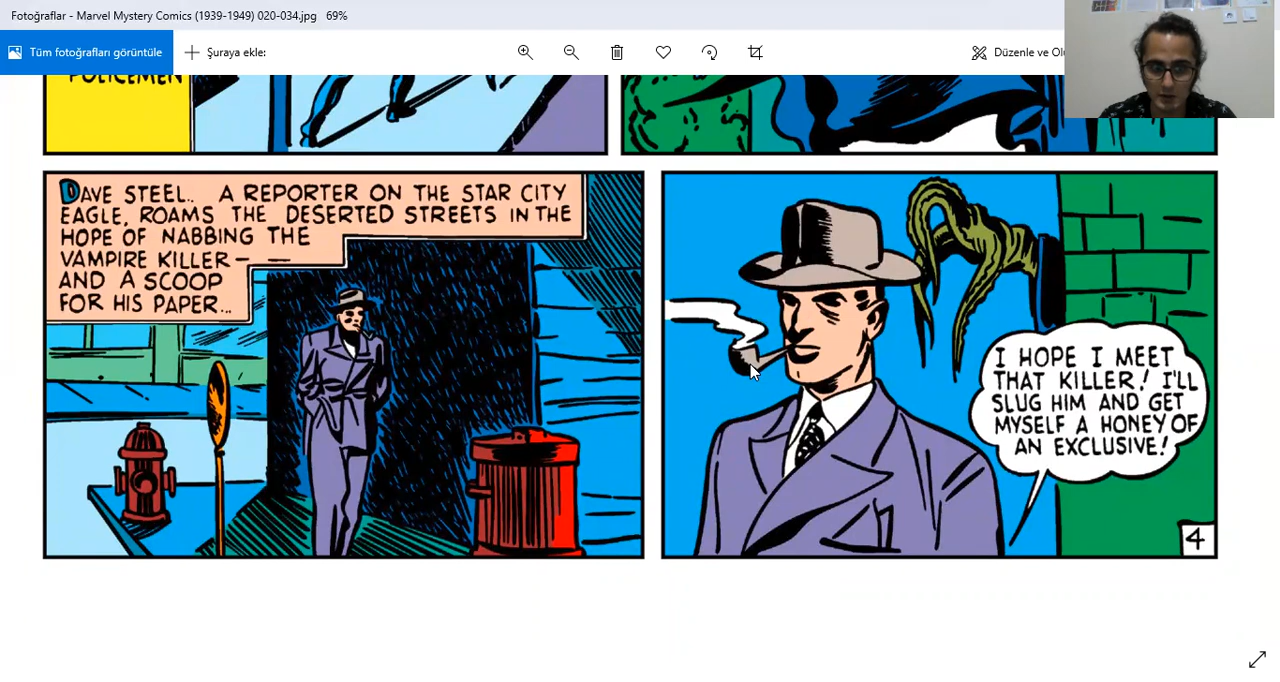 Fotoğraflar - Marvel Mystery Comics (1939-1949) 020-034.jpg   69%
Tüm fotoğrafları görüntüle
Şuraya ekle:
Düzenle ve Ol
POLICEMEN
DAVE STEEL.. A REPORTER ON THE STAR CITY
EAGLE, ROAMS THE DESERTED STREETS IN THE
HOPE OF NABBING THE
VAMPIRE KILLER— —
AND A SCOOP
FOR HIS PAPER...
I HOPE I MEET
THAT KILLER! I'LL
SLUG HIM AND GET
MYSELF A HONEY OF
AN EXCLUSIVE!
4